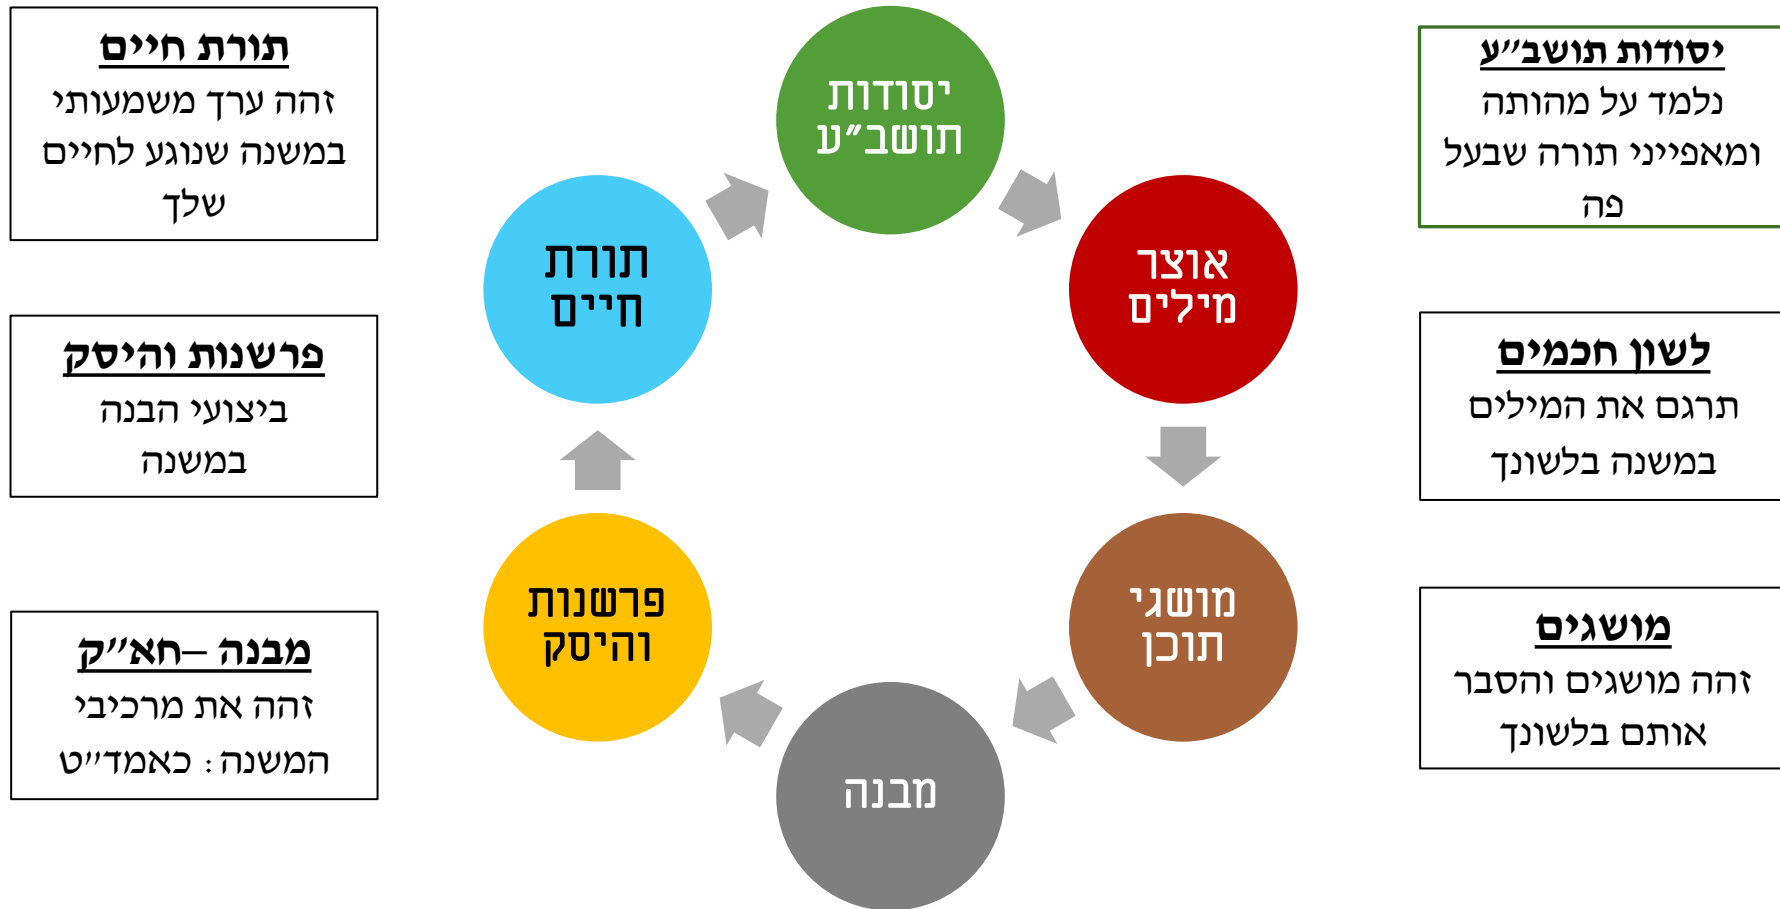 יסודות תושב״ע
נלמד על מהותה
ומאפייני תורה שבעל
פה
לשון חכמים
תרגם את המילים
במשנה בלשונך
מושגים
זהה מושגים והסבר
אותם בלשונך
יסודות
תושב״ע
אוצר
מילים
מושגי
תוכן
מבנה
פרשנות
והיסק
תורת
חיים
תורת חיים
זהה ערך משמעותי
במשנה שנוגע לחיים
שלך
פרשנות והיסק
ביצועי הבנה
במשנה
מבנה –חא״ק
זהה את מרכיבי
המשנה: כאמד״ט